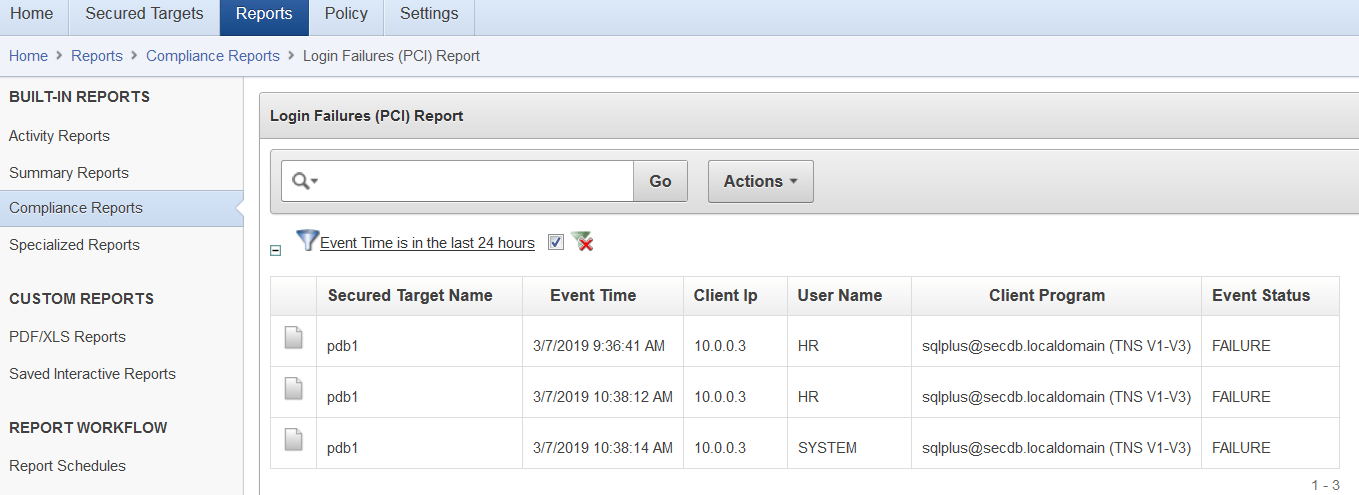 Home Secured Targets Reports Policy Settings
Home > Reports > Compliance Reports > Login Failures (PCI) Report
BUILT-IN REPORTS
Activity Reports
Summary Reports
Compliance Reports
Specialized Reports
CUSTOM REPORTS
PDF/XLS Reports
Saved Interactive Reports
REPORT WORKFLOW
Report Schedules
Login Failures (PCI) Report
Go Actions
Event Time is in the last 24 hours
Secured Target Name Event Time Client Ip User Name Client Program Event Status
pdb1 3/7/2019 9:36:41 AM 10.0.0.3 HR sqlplus@secdb.localdomain (TNS V1-V3) FAILURE
pdb1 3/7/2019 10:38:12 AM 10.0.0.3 HR sqlplus@secdb.localdomain (TNS V1-V3) FAILURE
pdb1 3/7/2019 10:38:14 AM 10.0.0.3 SYSTEM sqlplus@secdb.localdomain (TNS V1-V3) FAILURE
1 - 3